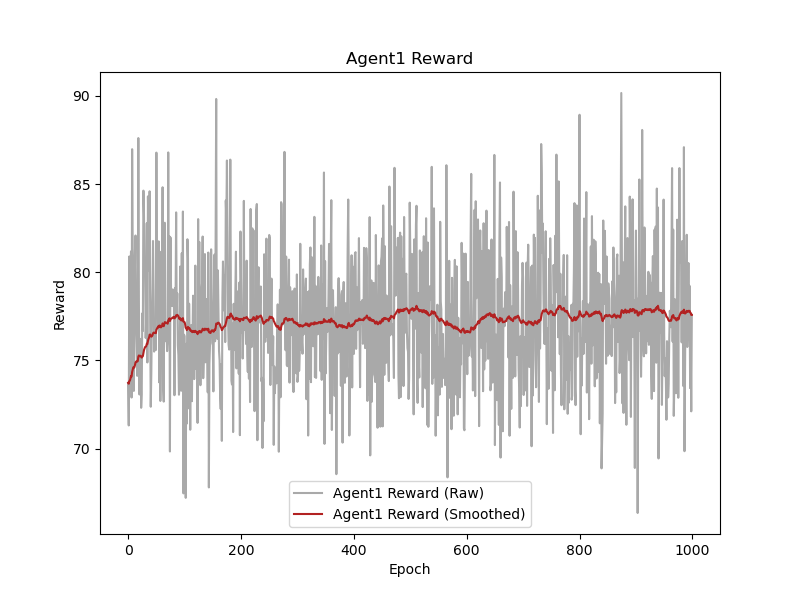 Agent1 Reward
90
85
80
75
70
Reward
Agent1 Reward (Raw)
Agent1 Reward (Smoothed)
0 200 400 600 800 1000
Epoch